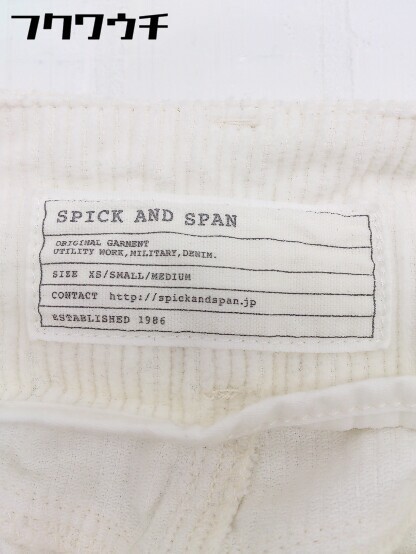 フクワウチ
SPICK AND SPAN
ORIGINAL GARMENT
UTILITY WORK,MILITARY,DENIM.
SIZE XS/SMALL/MEDIUM
CONTACT http://spickandspan.jp
ESTABLISHED 1986